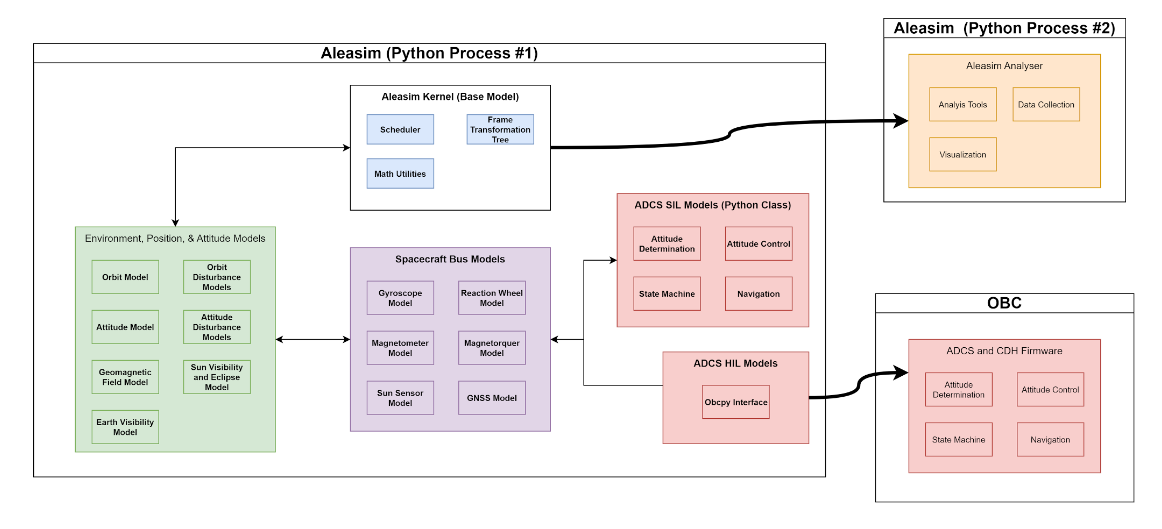 Aleasim (Python Process #1)
Aleasim Kernel (Base Model)
Scheduler
Frame
Transformation
Tree
Math Utilities
Environment, Position, & Attitude Models
Orbit Model
Orbit
Disturbance
Models
Attitude Model
Attitude
Disturbance
Models
Geomagnetic
Field Model
Sun Visibility
and Eclipse
Model
Earth Visibility
Model
Spacecraft Bus Models
Gyroscope
Model
Reaction Wheel
Model
Magnetometer
Model
Magnetorquer
Model
Sun Sensor
Model
GNSS Model
ADCS SIL Models (Python Class)
Attitude
Determination
Attitude Control
State Machine
Navigation
ADCS HIL Models
Obcpy Interface
Aleasim (Python Process #2)
Aleasim Analyser
Analyis Tools
Data Collection
Visualization
OBC
ADCS and CDH Firmware
Attitude
Determination
Attitude Control
State Machine
Navigation